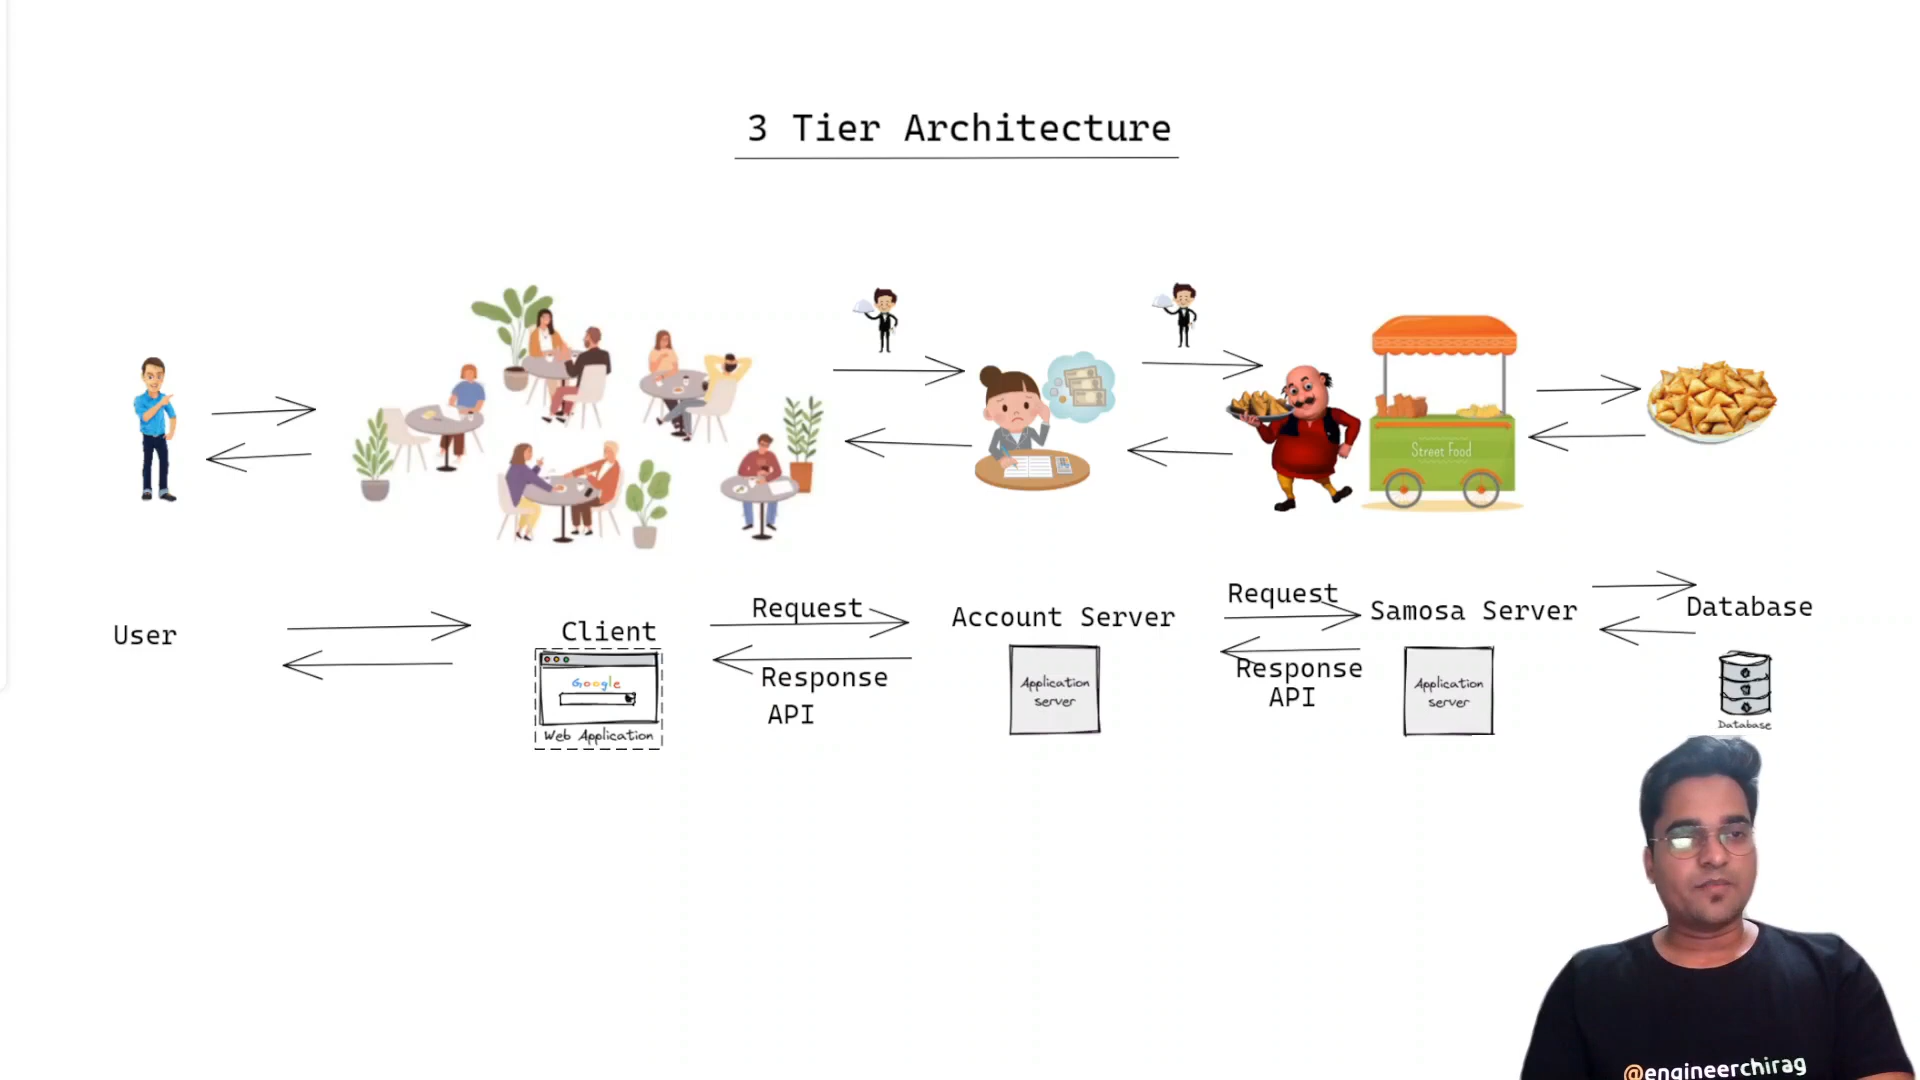 3 Tier Architecture
Street Food
User
Client
Google
Web Application
Request
Response
API
Account Server
Application
server
Request
Response
API
Samosa Server
Application
server
Database
Database
@engineerchirag